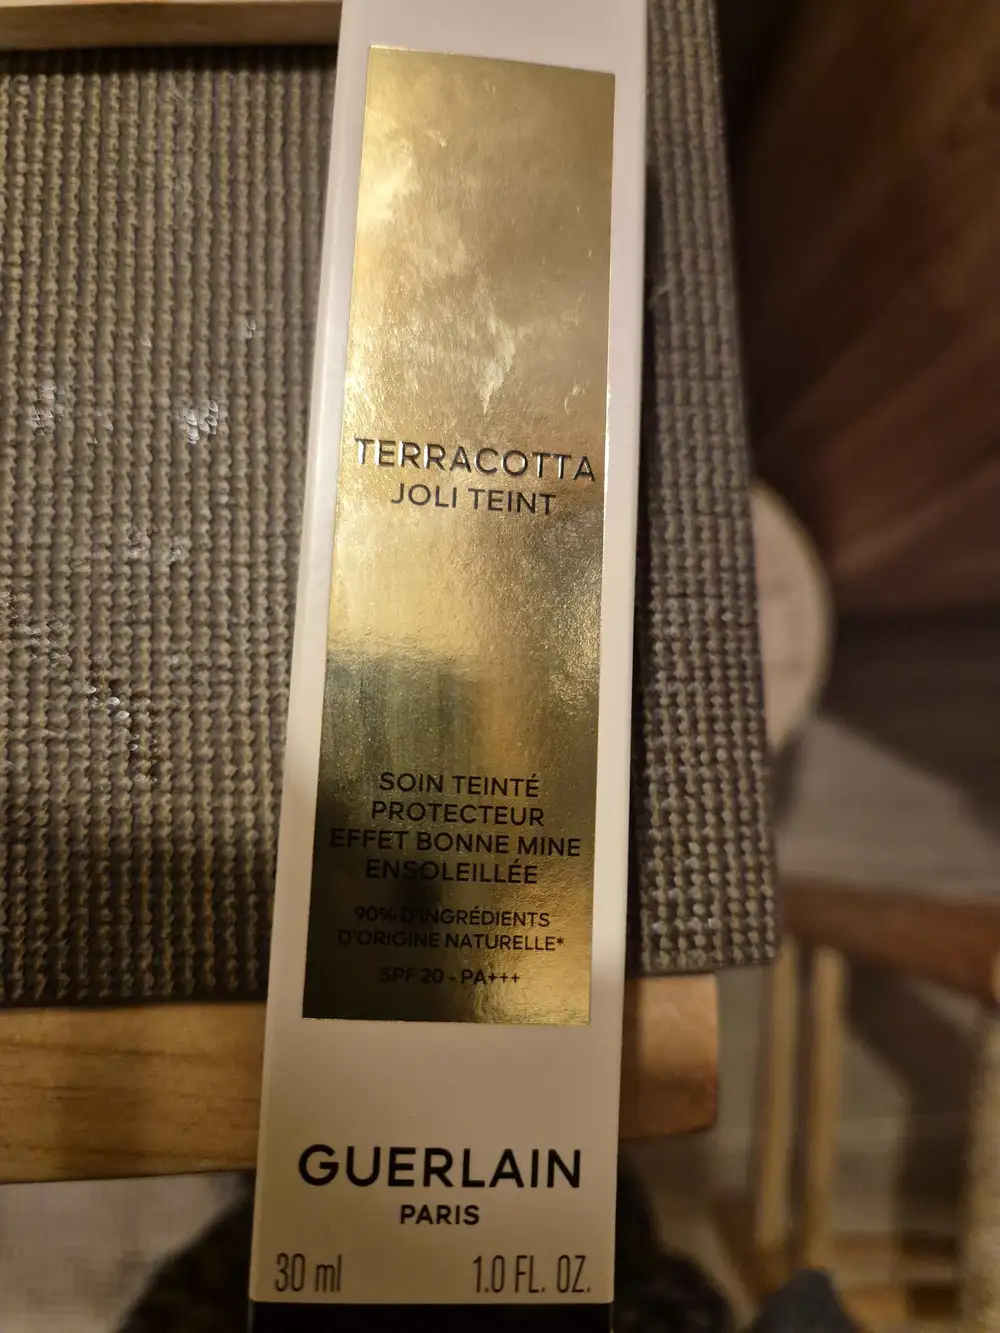 TERRACOTTA
JOLI TEINT
SOIN TEINTÉ
PROTECTEUR
EFFET BONNE MINE
ENSOLEILLÉE
90% D'INGRÉDIENTS
D'ORIGINE NATURELLE*
SPF 20 - PA+++
GUERLAIN
PARIS
30 ml 1.0 FL. OZ.